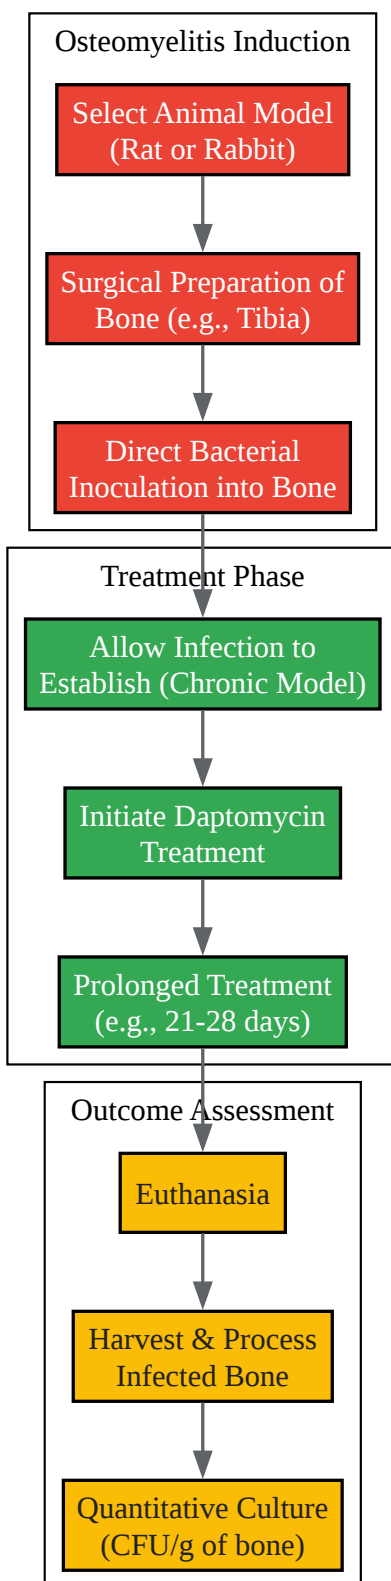 Osteomyelitis Induction
Select Animal Model
(Rat or Rabbit)
Surgical Preparation of
Bone (e.g., Tibia)
Direct Bacterial
Inoculation into Bone
Treatment Phase
Allow Infection to
Establish (Chronic Model)
Initiate Daptomycin
Treatment
Prolonged Treatment
(e.g., 21-28 days)
Outcome Assessment
Euthanasia
Harvest & Process
Infected Bone
Quantitative Culture
(CFU/g of bone)